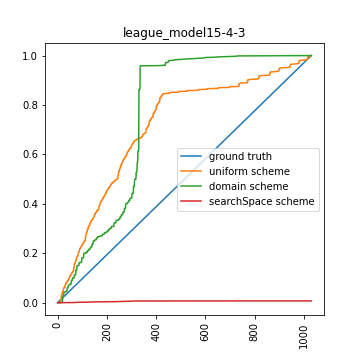 league_model15-4-3
1.0
0.8
0.6
0.4
0.2
0.0
ground truth
uniform scheme
domain scheme
searchSpace scheme
0
200
400
600
800
1000